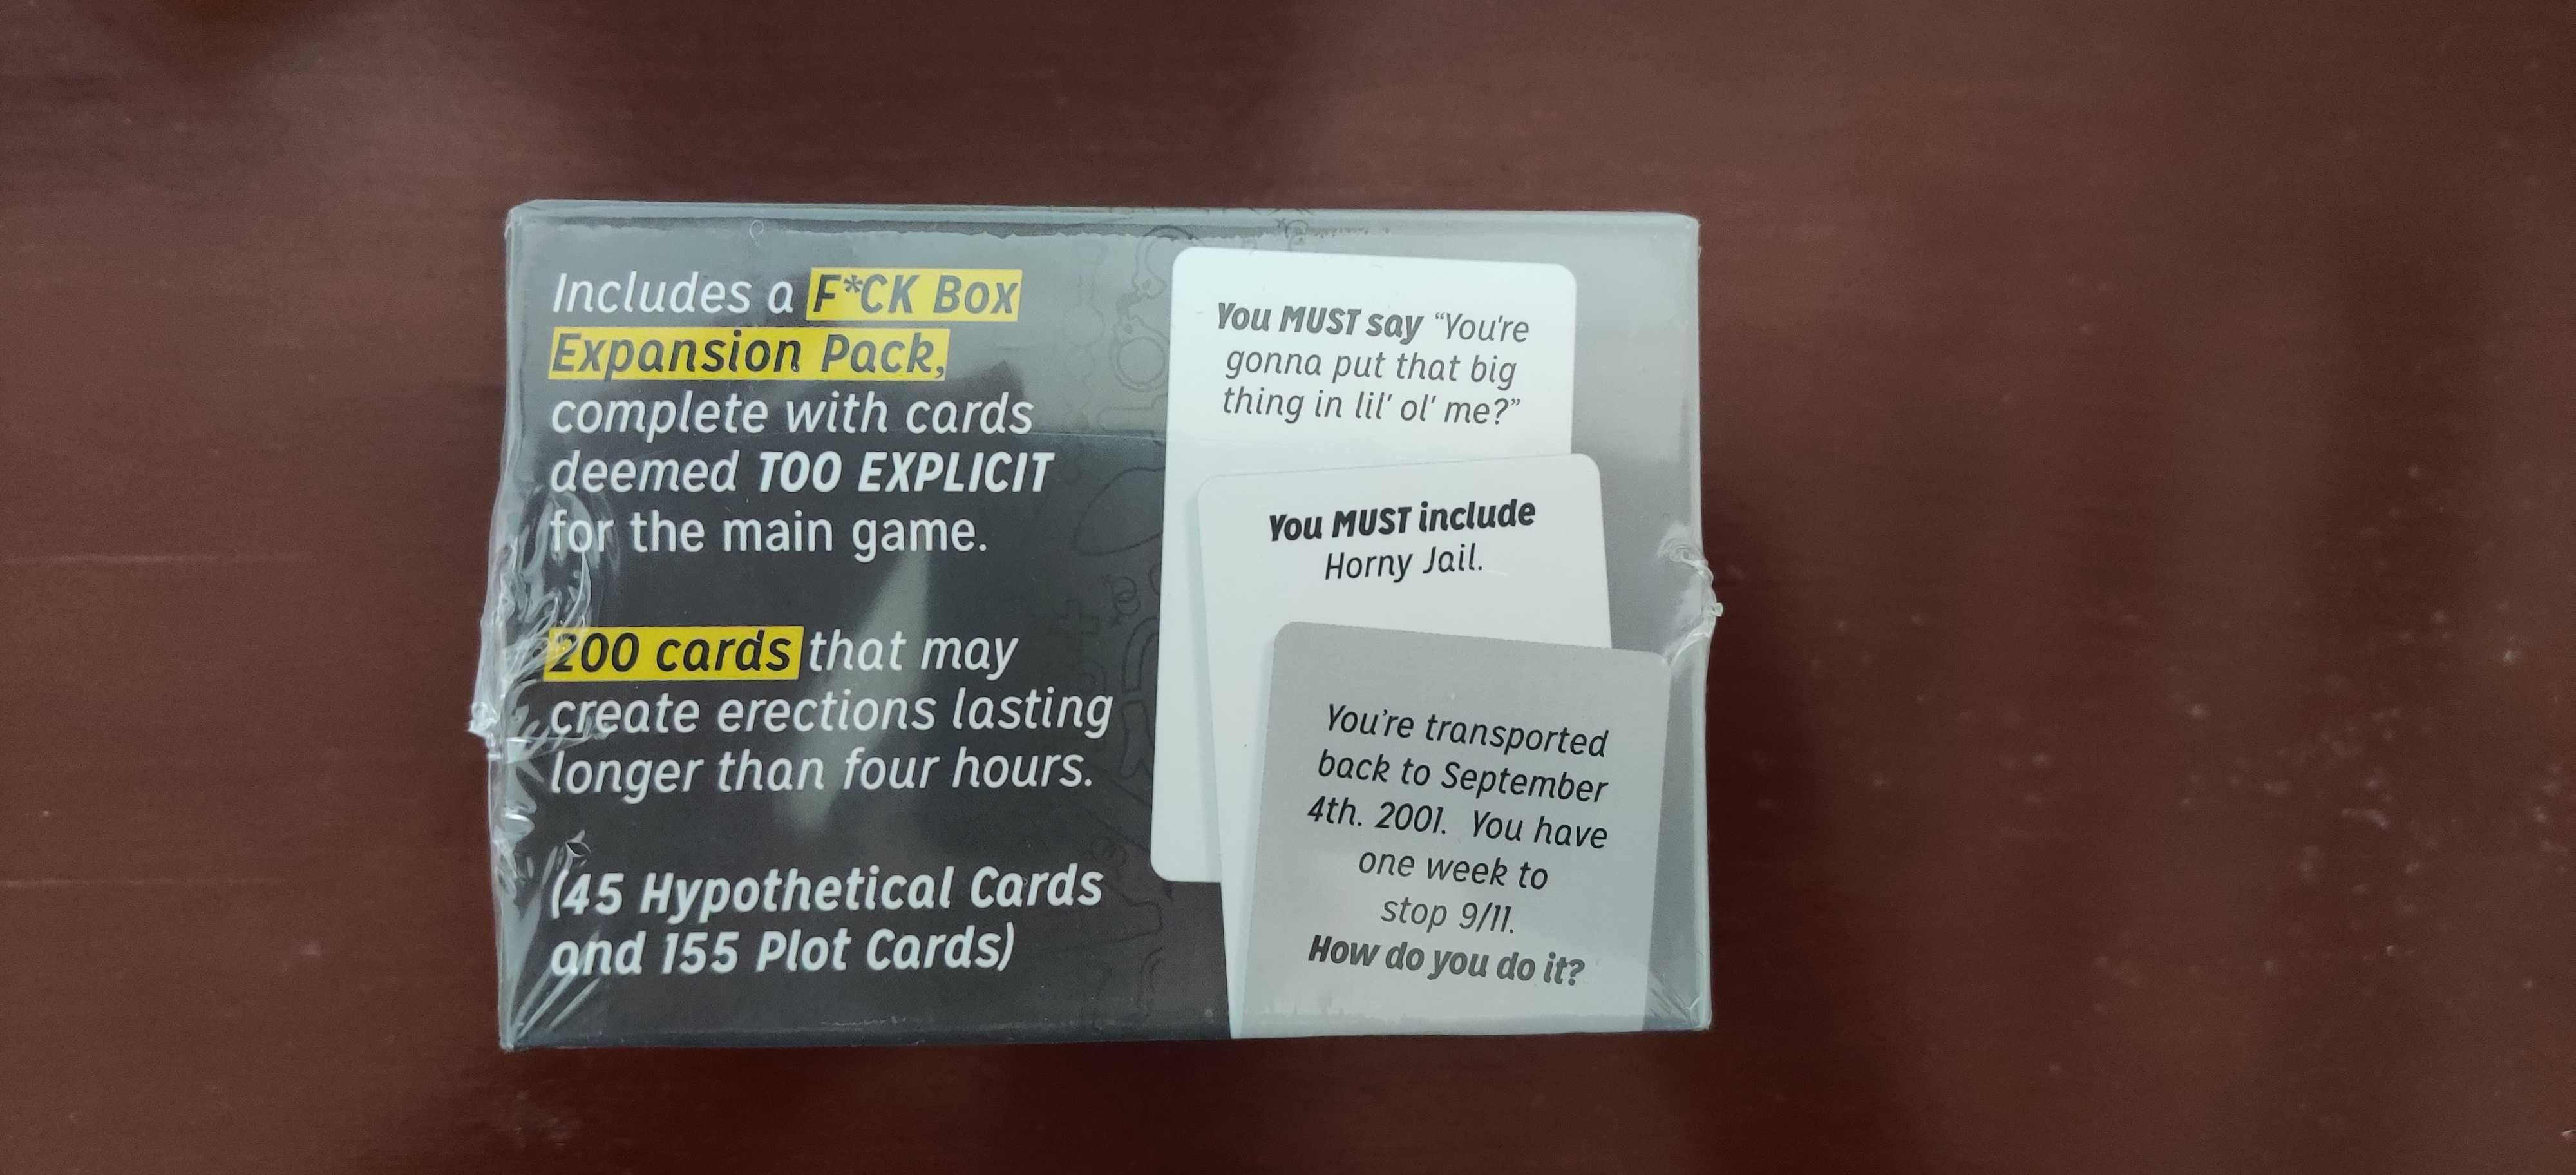 Includes a F*CK Box
Expansion Pack,
complete with cards
deemed TOO EXPLICIT
for the main game.
200 cards that may
create erections lasting
longer than four hours.
(45 Hypothetical Cards
and 155 Plot Cards)
You MUST say “You're
gonna put that big
thing in lil' ol' me?”
You MUST include
Horny Jail.
You're transported
back to September
4th. 2001. You have
one week to
stop 9/11.
How do you do it?